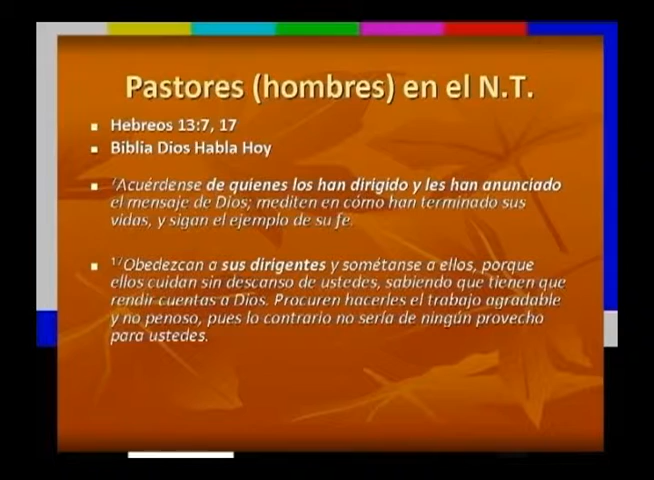 Pastores (hombres) en el N.T.
Hebreos 13:7, 17
Biblia Dios Habla Hoy
7Acuérdense de quienes los han dirigido y les han anunciado
el mensaje de Dios; mediten en cómo han terminado sus
vidas, y sigan el ejemplo de su fe.
17Obedezcan a sus dirigentes y sométanse a ellos, porque
ellos cuidan sin descanso de ustedes, sabiendo que tienen que
rendir cuentas a Dios. Procuren hacerles el trabajo agradable
y no penoso, pues lo contrario no sería de ningún provecho
para ustedes.